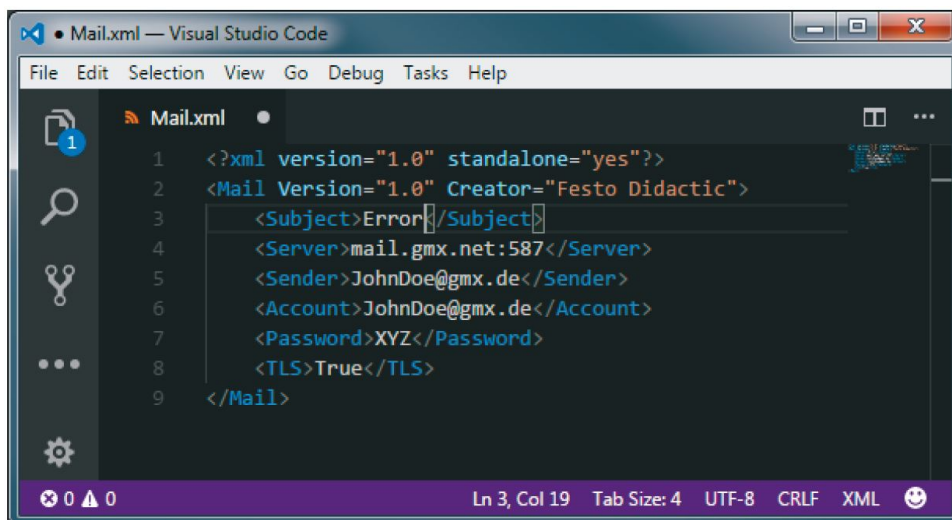 ● Mail.xml — Visual Studio Code
File Edit Selection View Go Debug Tasks Help
1
Mail.xml ●
1 <?xml version="1.0" standalone="yes"?>
2 <Mail Version="1.0" Creator="Festo Didactic">
3     <Subject>Error</Subject>
4     <Server>mail.gmx.net:587</Server>
5     <Sender>JohnDoe@gmx.de</Sender>
6     <Account>JohnDoe@gmx.de</Account>
7     <Password>XYZ</Password>
8     <TLS>True</TLS>
9 </Mail>
0 0 Ln 3, Col 19 Tab Size: 4 UTF-8 CRLF XML